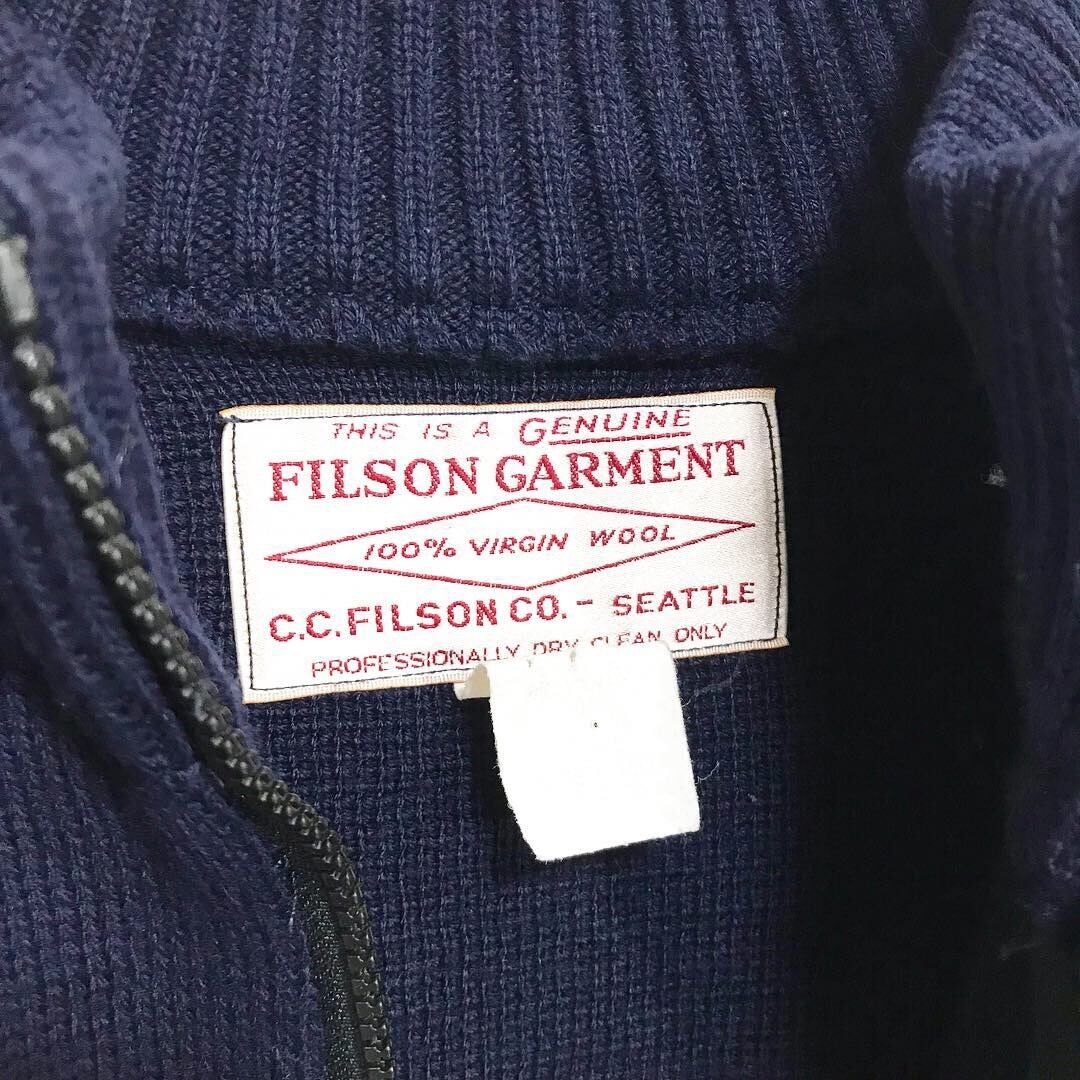 THIS IS A GENUINE
FILSON GARMENT
100% VIRGIN WOOL
C.C.FILSON CO. - SEATTLE
PROFESSIONALLY DRY CLEAN ONLY